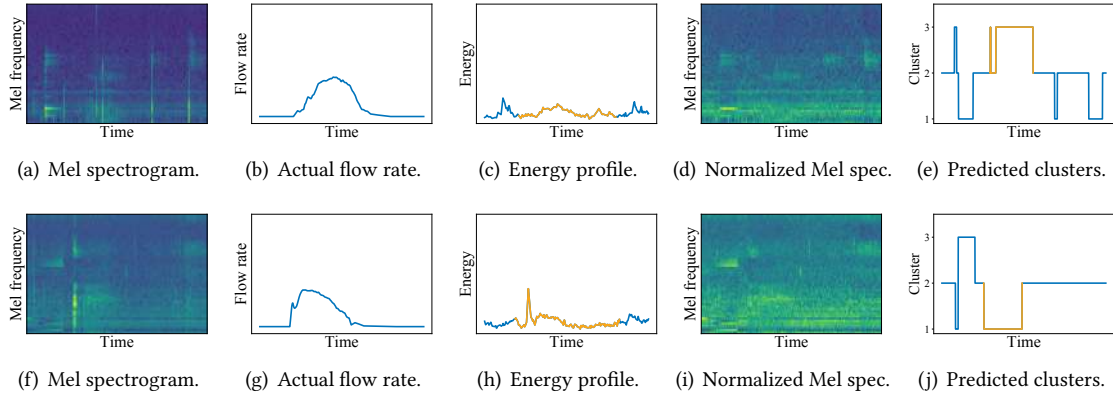 Mel frequency
Time
Flow rate
Time
Energy
Time
Mel frequency
Time
Cluster
3
2
1
Time
(a) Mel spectrogram.
(b) Actual flow rate.
(c) Energy profile.
(d) Normalized Mel spec.
(e) Predicted clusters.
Mel frequency
Time
Flow rate
Time
Energy
Time
Mel frequency
Time
Cluster
3
2
1
Time
(f) Mel spectrogram.
(g) Actual flow rate.
(h) Energy profile.
(i) Normalized Mel spec.
(j) Predicted clusters.